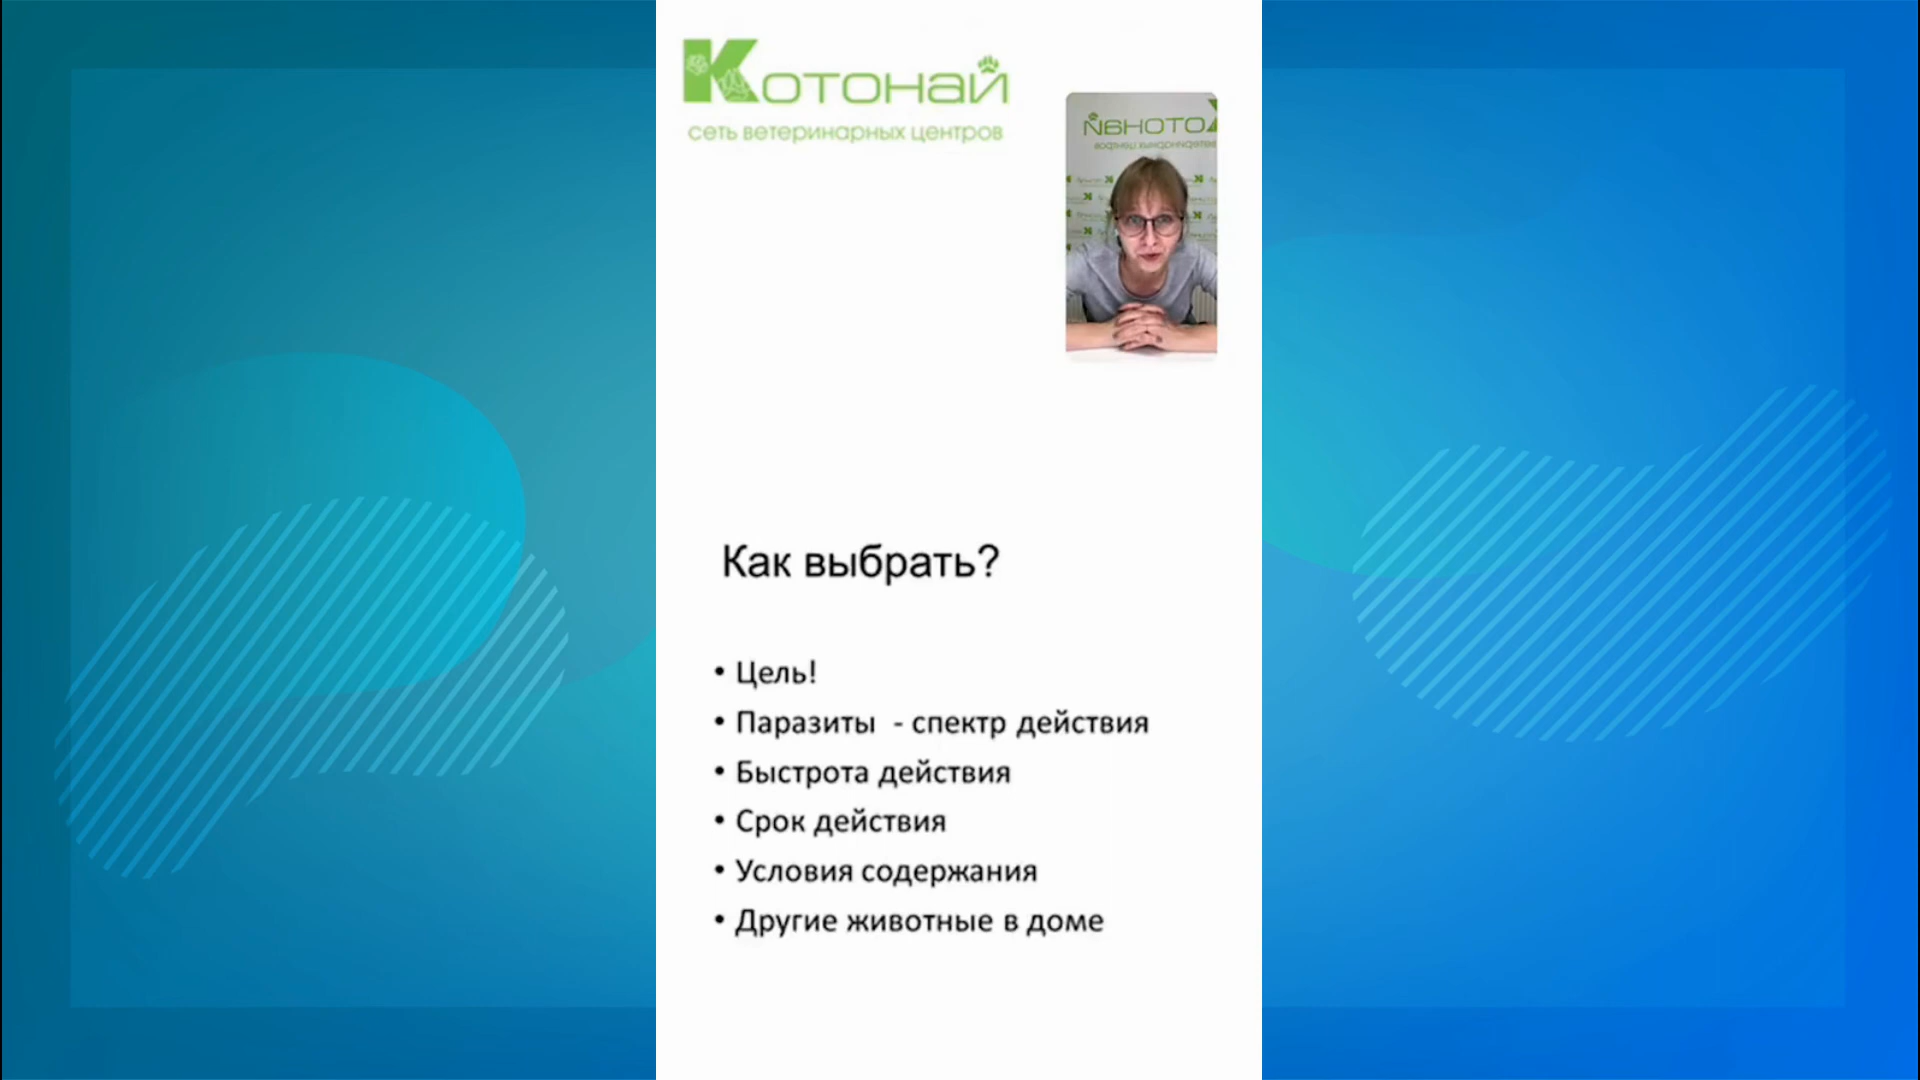 Котонай
сеть ветеринарных центров
Котонай
Как выбрать?
• Цель!
• Паразиты - спектр действия
• Быстрота действия
• Срок действия
• Условия содержания
• Другие животные в доме